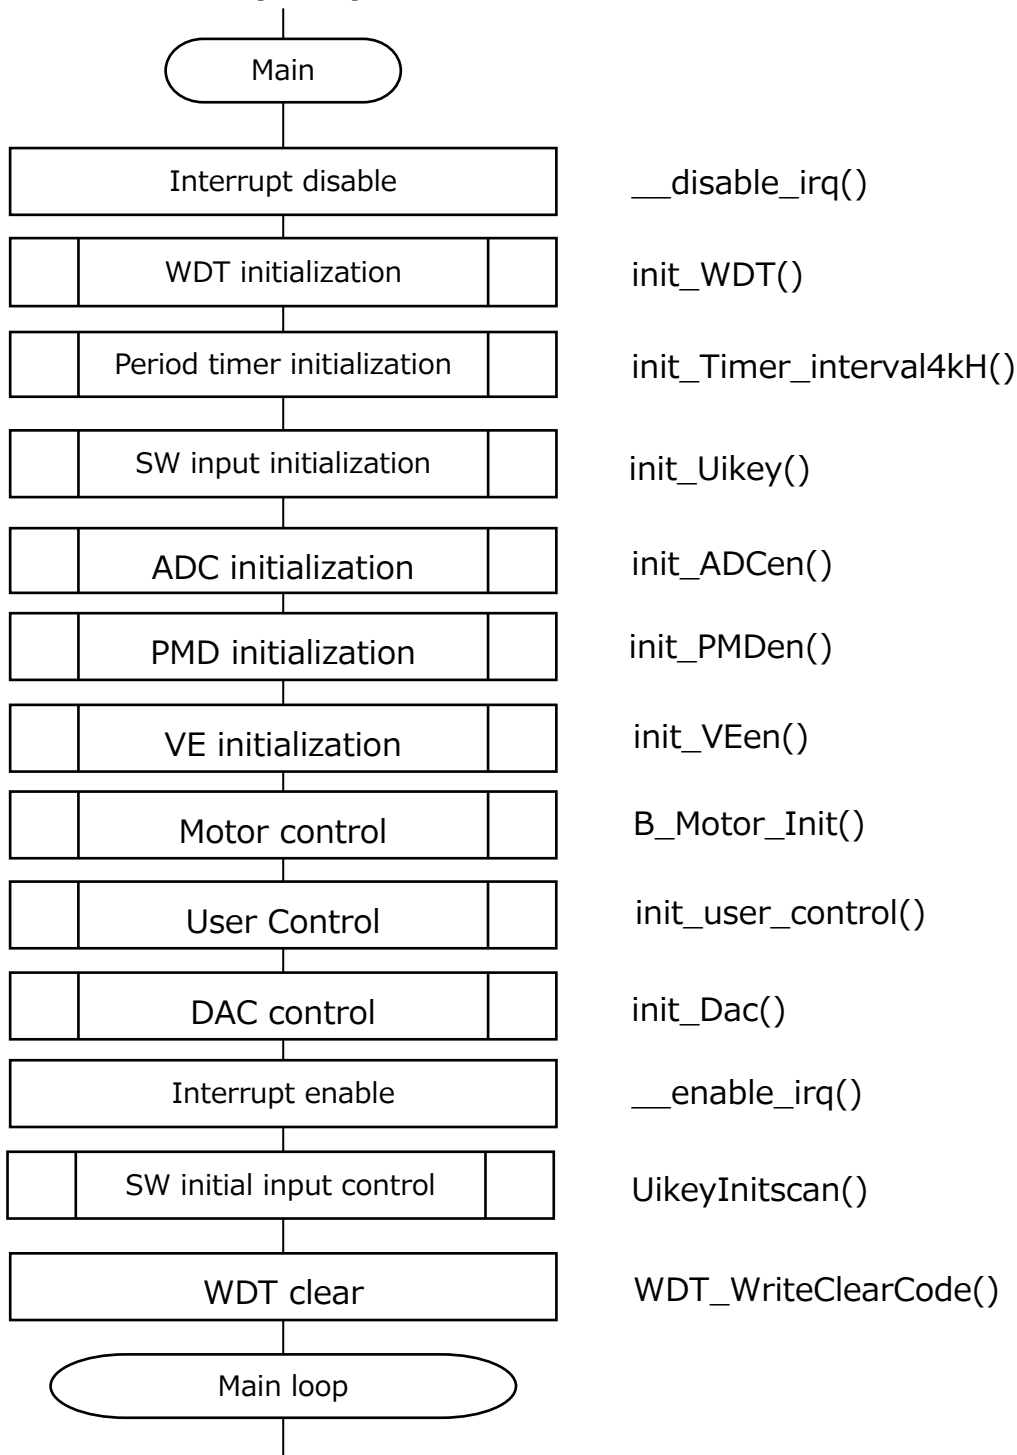 Main
Interrupt disable
__disable_irq()
WDT initialization
init_WDT()
Period timer initialization
init_Timer_interval4kH()
SW input initialization
init_Uikey()
ADC initialization
init_ADCen()
PMD initialization
init_PMDen()
VE initialization
init_VEen()
Motor control
B_Motor_Init()
User Control
init_user_control()
DAC control
init_Dac()
Interrupt enable
__enable_irq()
SW initial input control
UikeyInitscan()
WDT clear
WDT_WriteClearCode()
Main loop